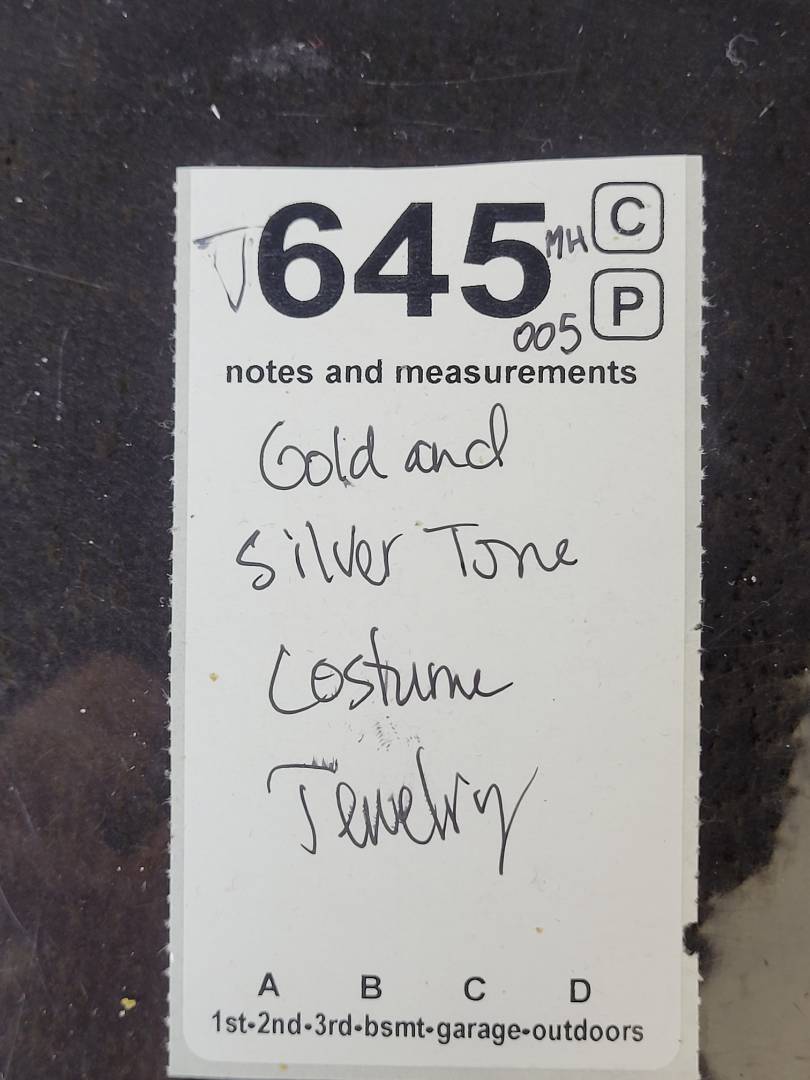 J645 MH C
005 P
notes and measurements
Gold and
Silver Tone
Costume
Jewelry
A B C D
1st-2nd-3rd-bsmt-garage-outdoors